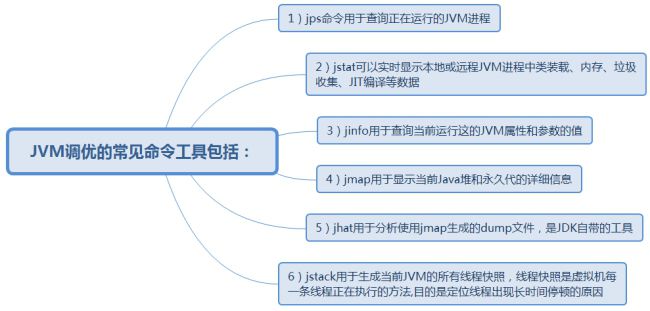 1）jps命令用于查询正在运行的JVM进程
2）jstat可以实时显示本地或远程JVM进程中类装载、内存、垃圾
收集、JIT编译等数据
JVM调优的常见命令工具包括：
3）jinfo用于查询当前运行这的JVM属性和参数的值
4）jmap用于显示当前Java堆和永久代的详细信息
5）jhat用于分析使用jmap生成的dump文件，是JDK自带的工具
6）jstack用于生成当前JVM的所有线程快照，线程快照是虚拟机每
一条线程正在执行的方法,目的是定位线程出现长时间停顿的原因